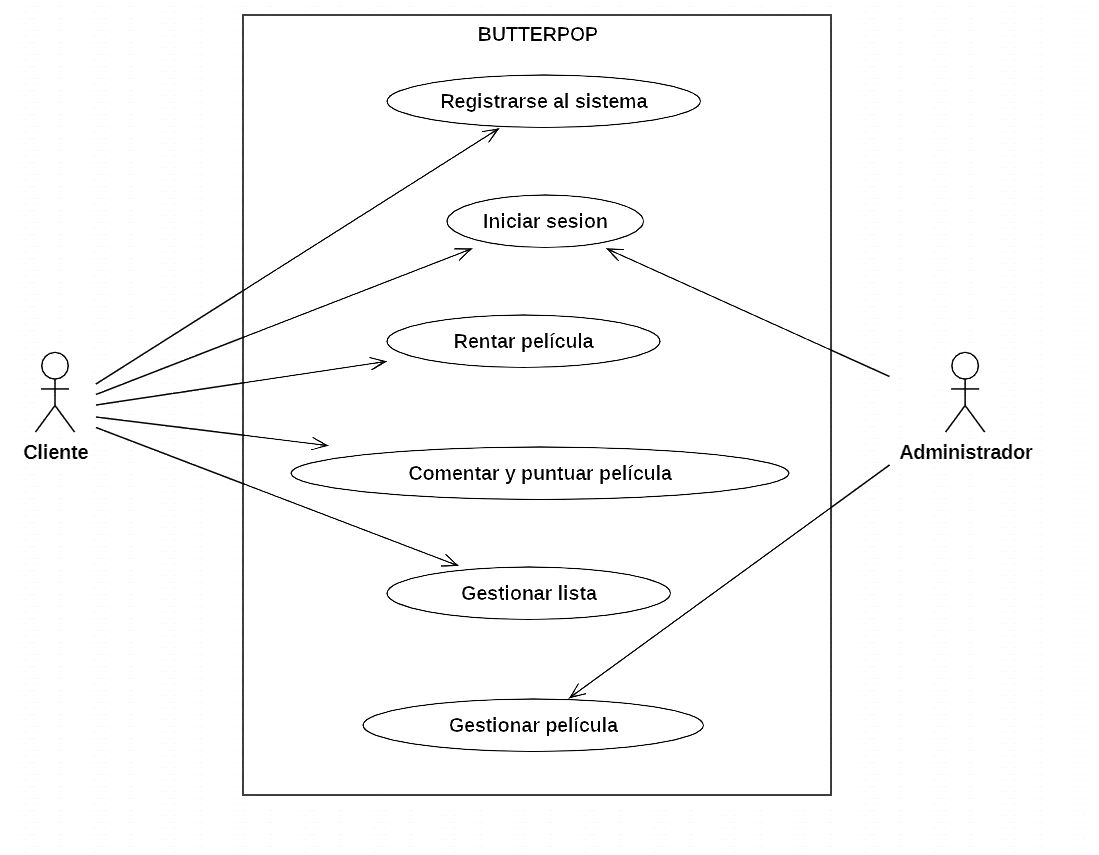 BUTTERPOP
Registrarse al sistema
Iniciar sesion
Rentar película
Cliente
Administrador
Comentar y puntuar película
Gestionar lista
Gestionar película